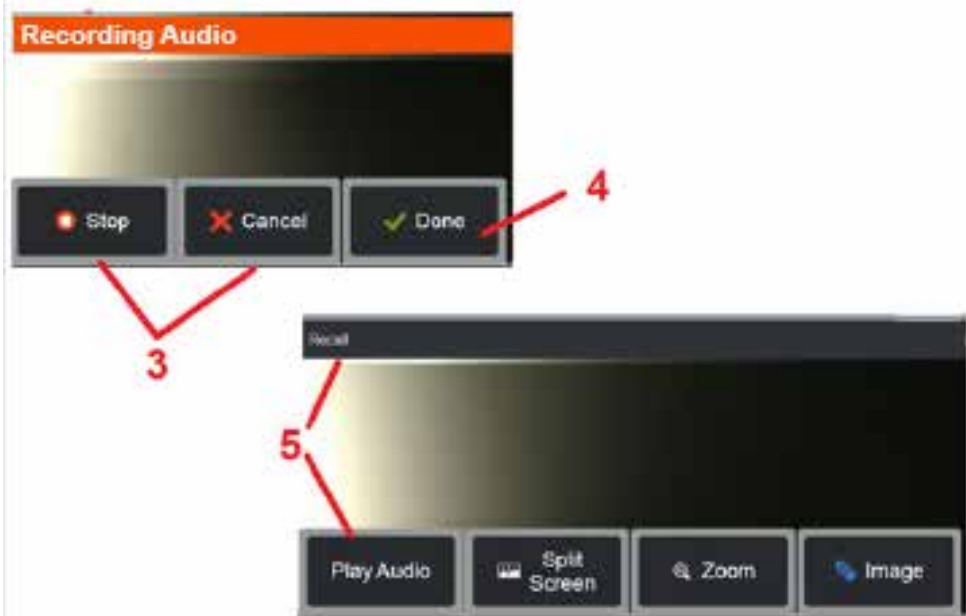 Recording Audio
Stop
Cancel
Done
4
3
Recall
5
Play Audio
Split
Screen
Zoom
Image